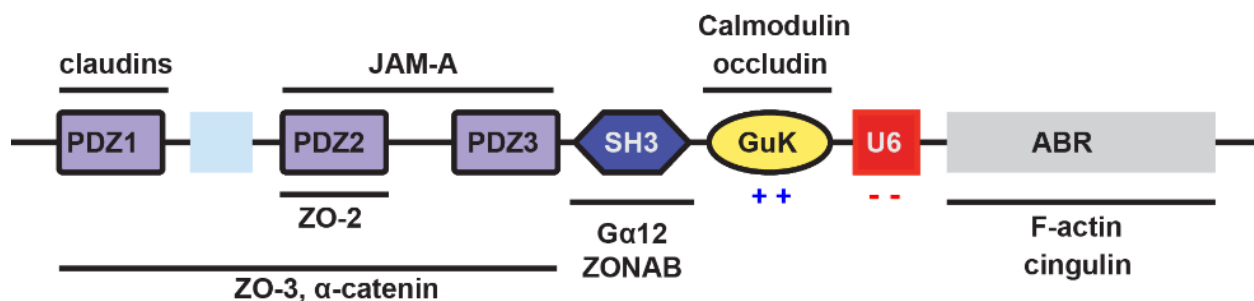 Calmodulin
claudins JAM-A occludin
PDZ1 PDZ2 PDZ3 SH3 GuK U6 ABR
+ + - -
ZO-2
Gα12 F-actin
ZONAB cingulin
ZO-3, α-catenin